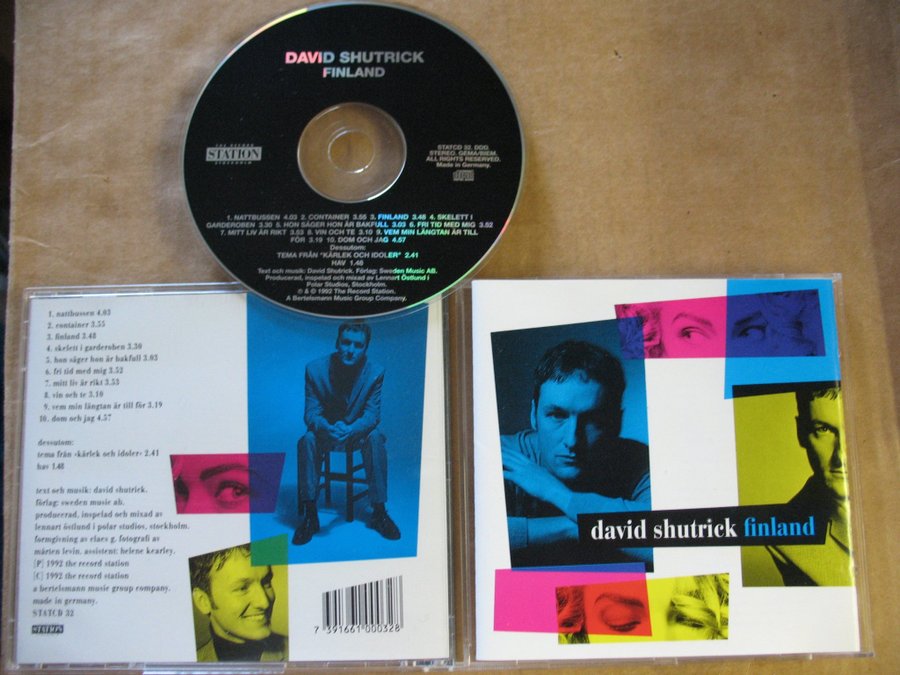 DAVID SHUTRICK
FINLAND
THE RECORD
STATION
STOCKHOLM
STATCD 32. DDD.
STEREO. GEMA/BIEM.
ALL RIGHTS RESERVED.
Made in Germany.
1. NATTBUSSEN 4.03 2. CONTAINER 3.55 3. FINLAND 3.48 4. SKELETT I
GARDEROBEN 3.30 5. HON SÄGER HON ÄR BAKFULL 3.03 6. FRI TID MED MIG 3.52
7. MITT LIV ÄR RIKT 3.53 8. VIN OCH TE 3.10 9. VEM MIN LÄNGTAN ÄR TILL
FÖR 3.19 10. DOM OCH JAG 4.57
Dessutom:
TEMA FRÅN "KÄRLEK OCH IDOLER" 2.41
HAV 1.48
Text och musik: David Shutrick. Förlag: Sweden Music AB.
Producerad, inspelad och mixad av Lennart Östlund i
Polar Studios, Stockholm.
℗ & © 1992 The Record Station.
A Bertelsmann Music Group Company.
1. nattbussen 4.03
2. container 3.55
3. finland 3.48
4. skelett i garderoben 3.30
5. hon säger hon är bakfull 3.03
6. fri tid med mig 3.52
7. mitt liv är rikt 3.53
8. vin och te 3.10
9. vem min längtan är till för 3.19
10. dom och jag 4.57
dessutom:
tema från »kärlek och idoler» 2.41
hav 1.48
text och musik: david shutrick.
förlag: sweden music ab.
producerad, inspelad och mixad av
lennart östlund i polar studios, stockholm.
formgivning av claes g. fotografi av
mårten levin. assistent: helene kearley.
[P] 1992 the record station
[C] 1992 the record station
a bertelsmann music group company.
made in germany.
STATCD 32
STATION
7 391661 000328
david shutrick finland